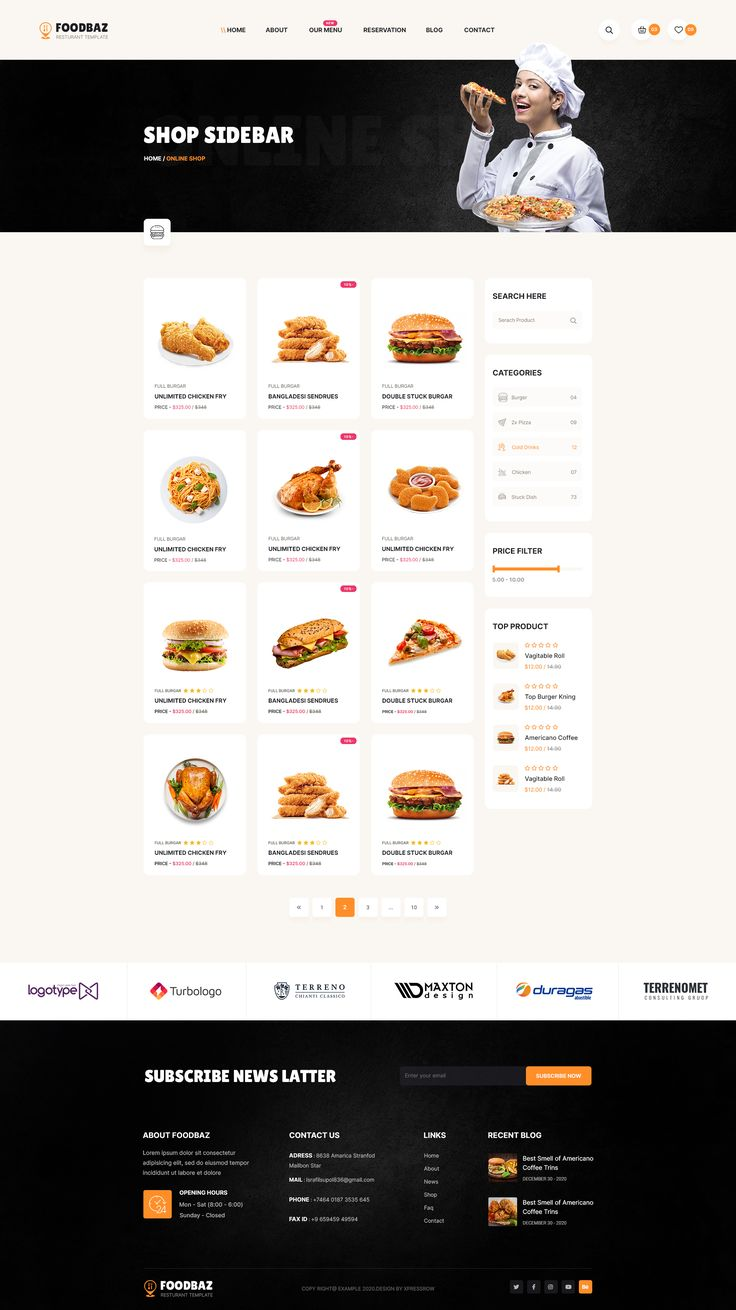 FOODBAZ
RESTURANT TEMPLATE
\\ HOME
ABOUT
NEW
OUR MENU
RESERVATION
BLOG
CONTACT
03
09
SHOP SIDEBAR
HOME / ONLINE SHOP
FULL BURGAR
UNLIMITED CHICKEN FRY
PRICE - $325.00 / $348
10%-
FULL BURGAR
BANGLADESI SENDRUES
PRICE - $325.00 / $348
FULL BURGAR
DOUBLE STUCK BURGAR
PRICE - $325.00 / $348
FULL BURGAR
UNLIMITED CHICKEN FRY
PRICE - $325.00 / $348
10%-
FULL BURGAR
UNLIMITED CHICKEN FRY
PRICE - $325.00 / $348
FULL BURGAR
UNLIMITED CHICKEN FRY
PRICE - $325.00 / $348
FULL BURGAR
UNLIMITED CHICKEN FRY
PRICE - $325.00 / $348
10%-
FULL BURGAR
BANGLADESI SENDRUES
PRICE - $325.00 / $348
FULL BURGAR
DOUBLE STUCK BURGAR
PRICE - $325.00 / $348
FULL BURGAR
UNLIMITED CHICKEN FRY
PRICE - $325.00 / $348
10%-
FULL BURGAR
BANGLADESI SENDRUES
PRICE - $325.00 / $348
FULL BURGAR
DOUBLE STUCK BURGAR
PRICE - $325.00 / $348
SEARCH HERE
Serach Product
CATEGORIES
Burger 04
2x Pizza 09
Cold Drinks 12
Chicken 07
Stuck Dish 73
PRICE FILTER
5.00 - 10.00
TOP PRODUCT
Vagitable Roll
$12.00 / 14.90
Top Burger Kning
$12.00 / 14.90
Americano Coffee
$12.00 / 14.90
Vagitable Roll
$12.00 / 14.90
« 1 2 3 ... 10 »
logotype
Turbologo
TERRENO
CHIANTI CLASSICO
MAXTON
design
duragas
abastible
TERRENOMET
CONSULTING GRUOP
SUBSCRIBE NEWS LATTER
Enter your email
SUBSCRIBE NOW
ABOUT FOODBAZ
Lorem ipsum dolor sit consectetur
adipisicing elit, sed do eiusmod tempor
incididunt ut labore et dolore
24
OPENING HOURS
Mon - Sat (8:00 - 6:00)
Sunday - Closed
CONTACT US
ADRESS : 8638 Amarica Stranfod
Mailbon Star
MAIL : israfilsupol836@gmail.com
PHONE : +7464 0187 3535 645
FAX ID : +9 659459 49594
LINKS
Home
About
News
Shop
Faq
Contact
RECENT BLOG
Best Smell of Americano
Coffee Trins
DECEMBER 30 - 2020
Best Smell of Americano
Coffee Trins
DECEMBER 30 - 2020
FOODBAZ
RESTURANT TEMPLATE
COPY RIGHT@ EXAMPLE 2020.DESIGN BY XPRESSROW